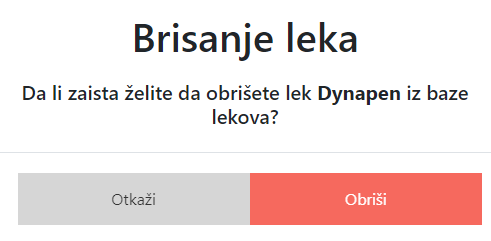 Brisanje leka
Da li zaista želite da obrišete lek Dynapen iz baze
lekova?
Otkaži
Obriši